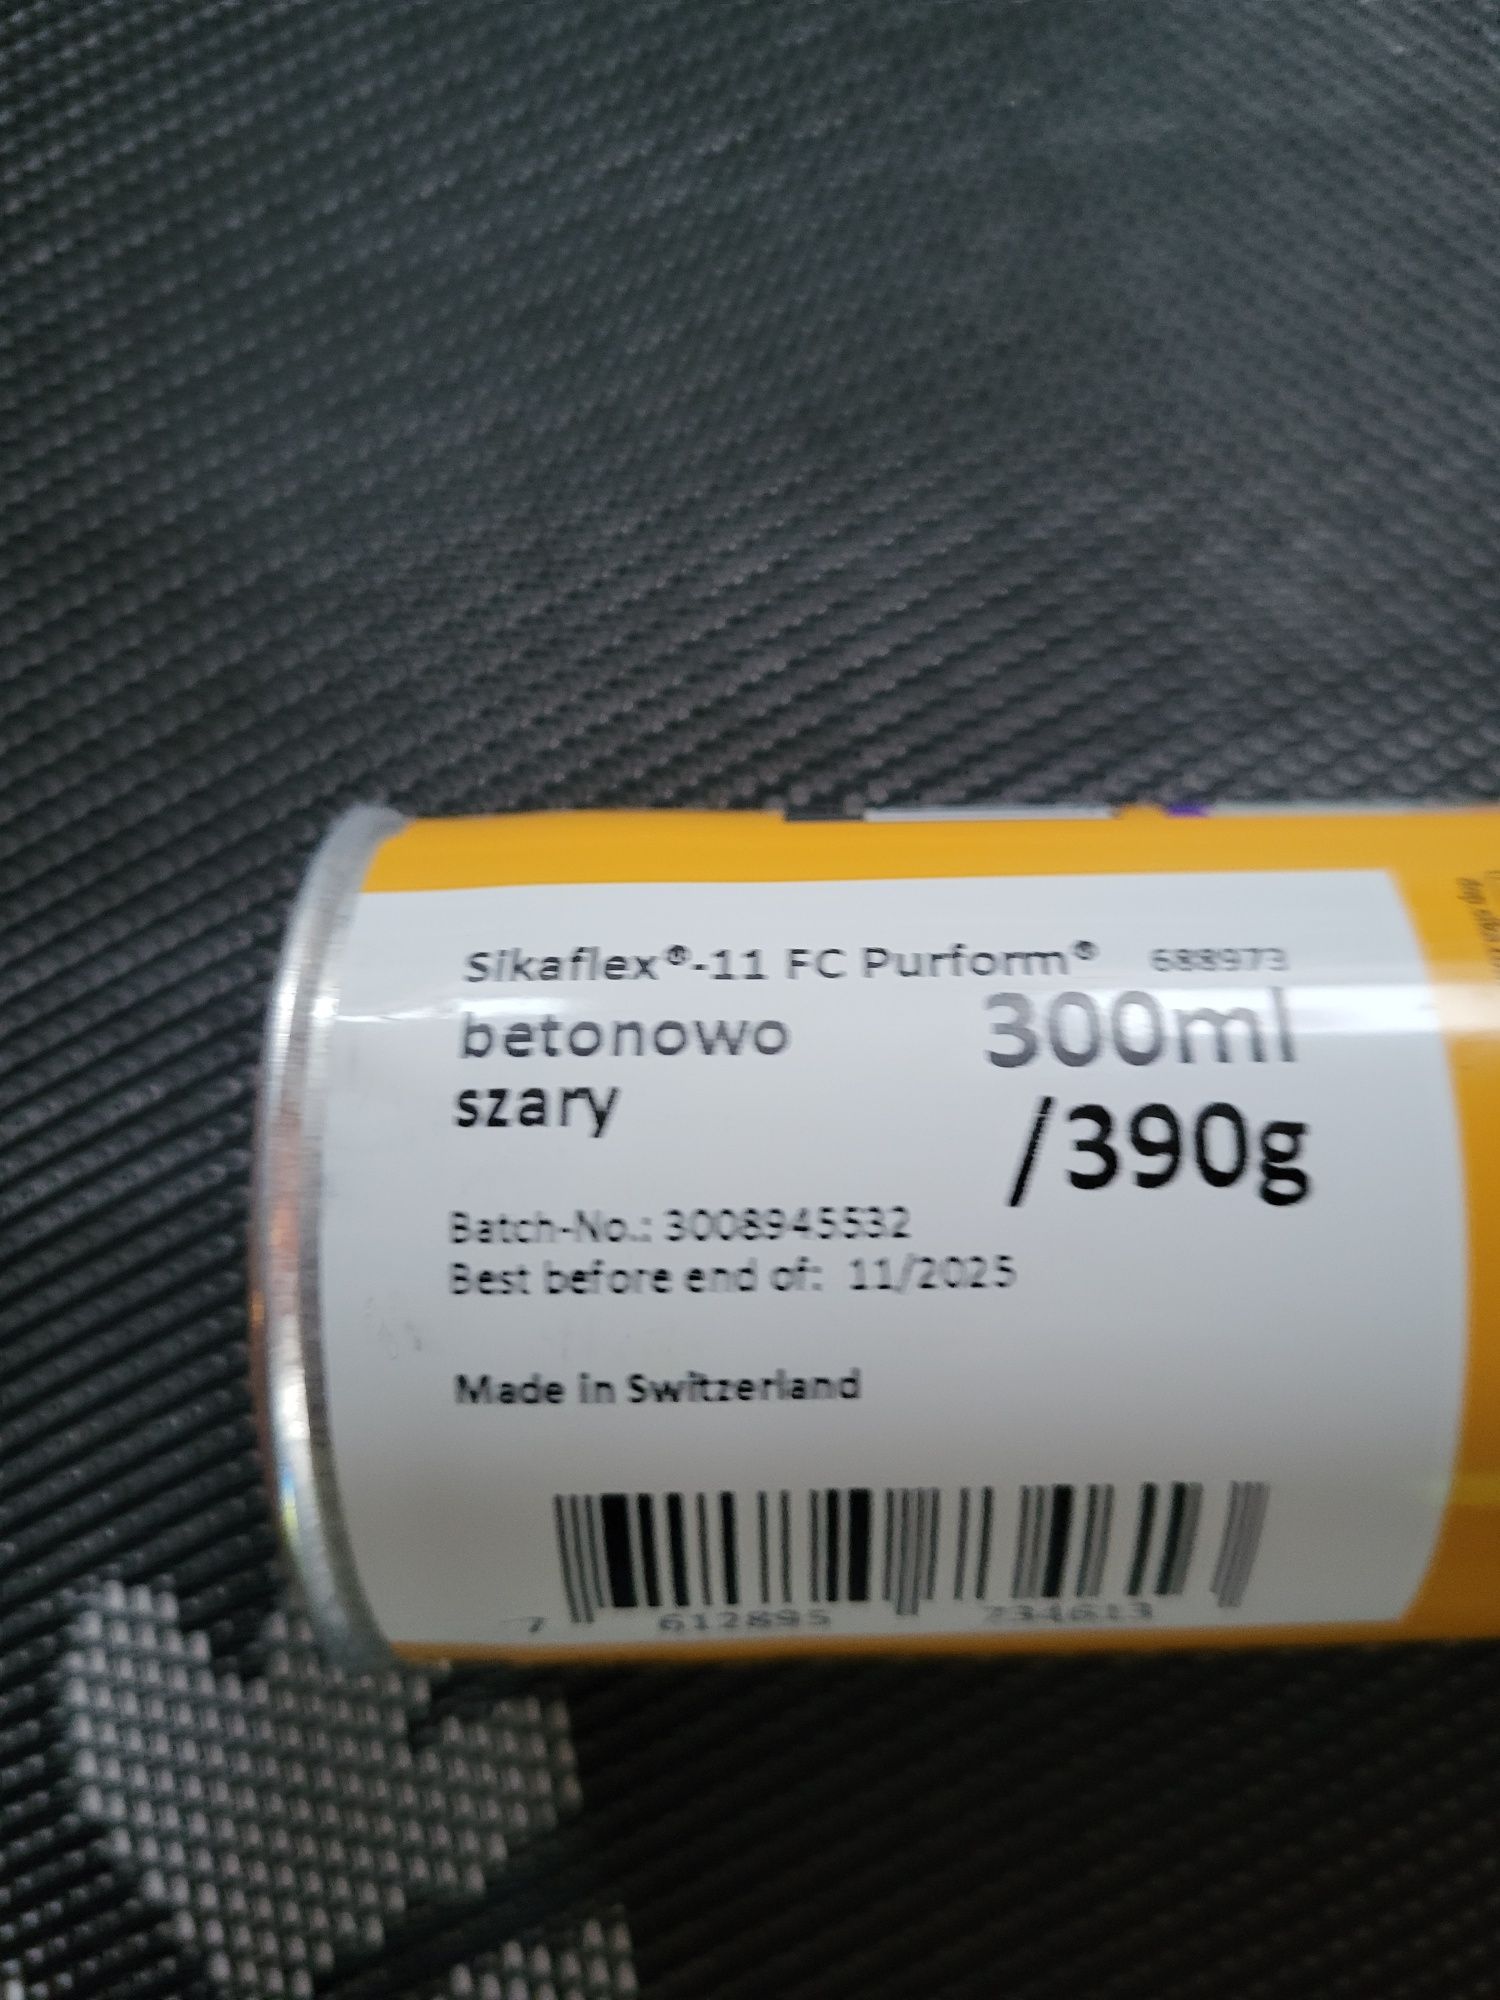 Sikaflex®-11 FC Purform® 688973
betonowo
szary
300ml
/390g
Batch-No.: 3008945532
Best before end of: 11/2025
Made in Switzerland
7 612895 734613